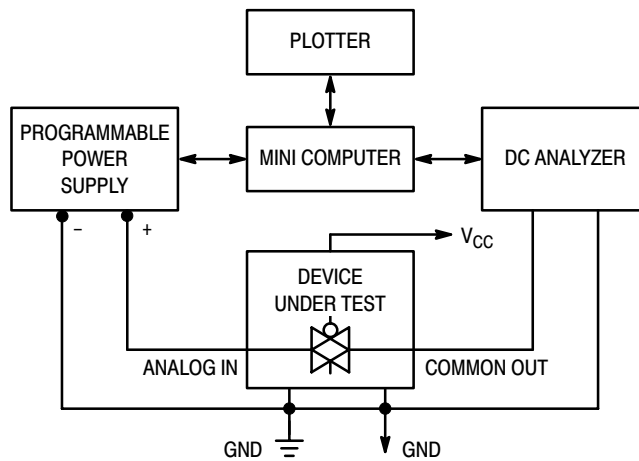 PLOTTER
PROGRAMMABLE
POWER
SUPPLY
MINI COMPUTER
DC ANALYZER
– +
VCC
DEVICE
UNDER TEST
ANALOG IN
COMMON OUT
GND
GND